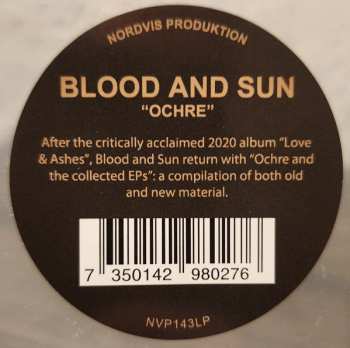 NORDVIS PRODUKTION
BLOOD AND SUN
“OCHRE”
After the critically acclaimed 2020 album “Love
& Ashes”, Blood and Sun return with “Ochre and
the collected EPs”: a compilation of both old
and new material.
7 350142 980276
NVP143LP